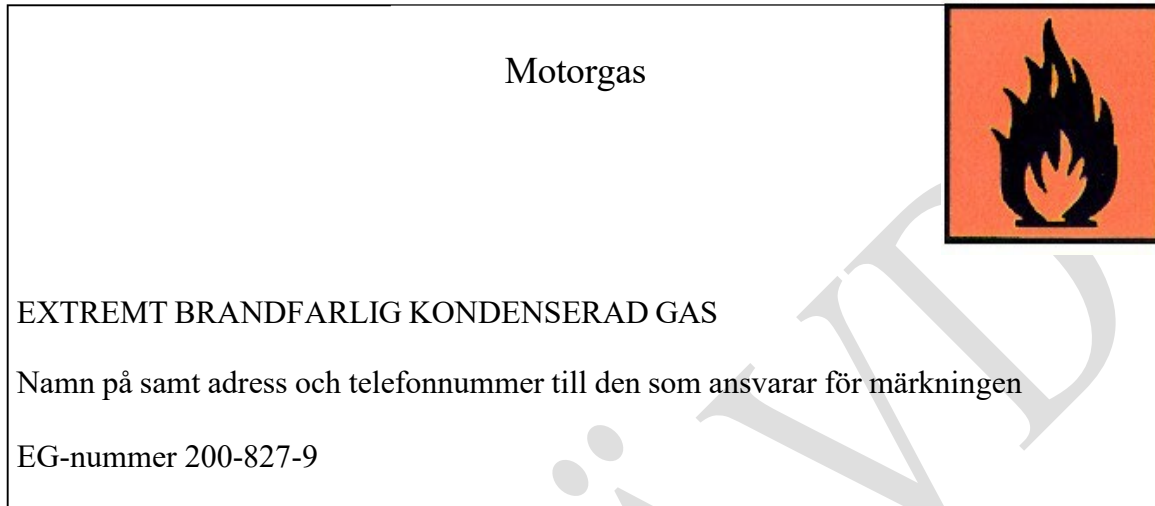 Motorgas
EXTREMT BRANDFARLIG KONDENSERAD GAS
Namn på samt adress och telefonnummer till den som ansvarar för märkningen
EG-nummer 200-827-9